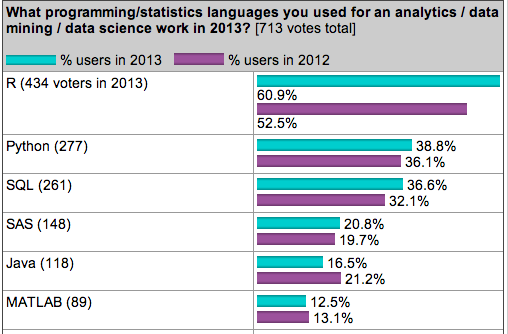 What programming/statistics languages you used for an analytics / data
mining / data science work in 2013? [713 votes total]
% users in 2013 % users in 2012
R (434 voters in 2013)
60.9%
52.5%
Python (277)
38.8%
36.1%
SQL (261)
36.6%
32.1%
SAS (148)
20.8%
19.7%
Java (118)
16.5%
21.2%
MATLAB (89)
12.5%
13.1%